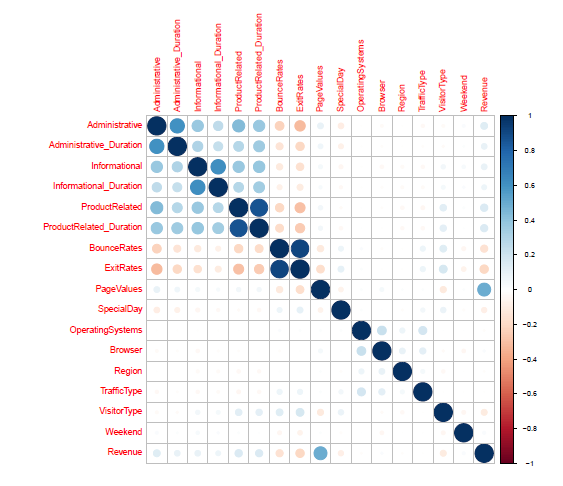 Administrative
Administrative_Duration
Informational
Informational_Duration
ProductRelated
ProductRelated_Duration
BounceRates
ExitRates
PageValues
SpecialDay
OperatingSystems
Browser
Region
TrafficType
VisitorType
Weekend
Revenue
Administrative
Administrative_Duration
Informational
Informational_Duration
ProductRelated
ProductRelated_Duration
BounceRates
ExitRates
PageValues
SpecialDay
OperatingSystems
Browser
Region
TrafficType
VisitorType
Weekend
Revenue
1
0.8
0.6
0.4
0.2
0
-0.2
-0.4
-0.6
-0.8
-1